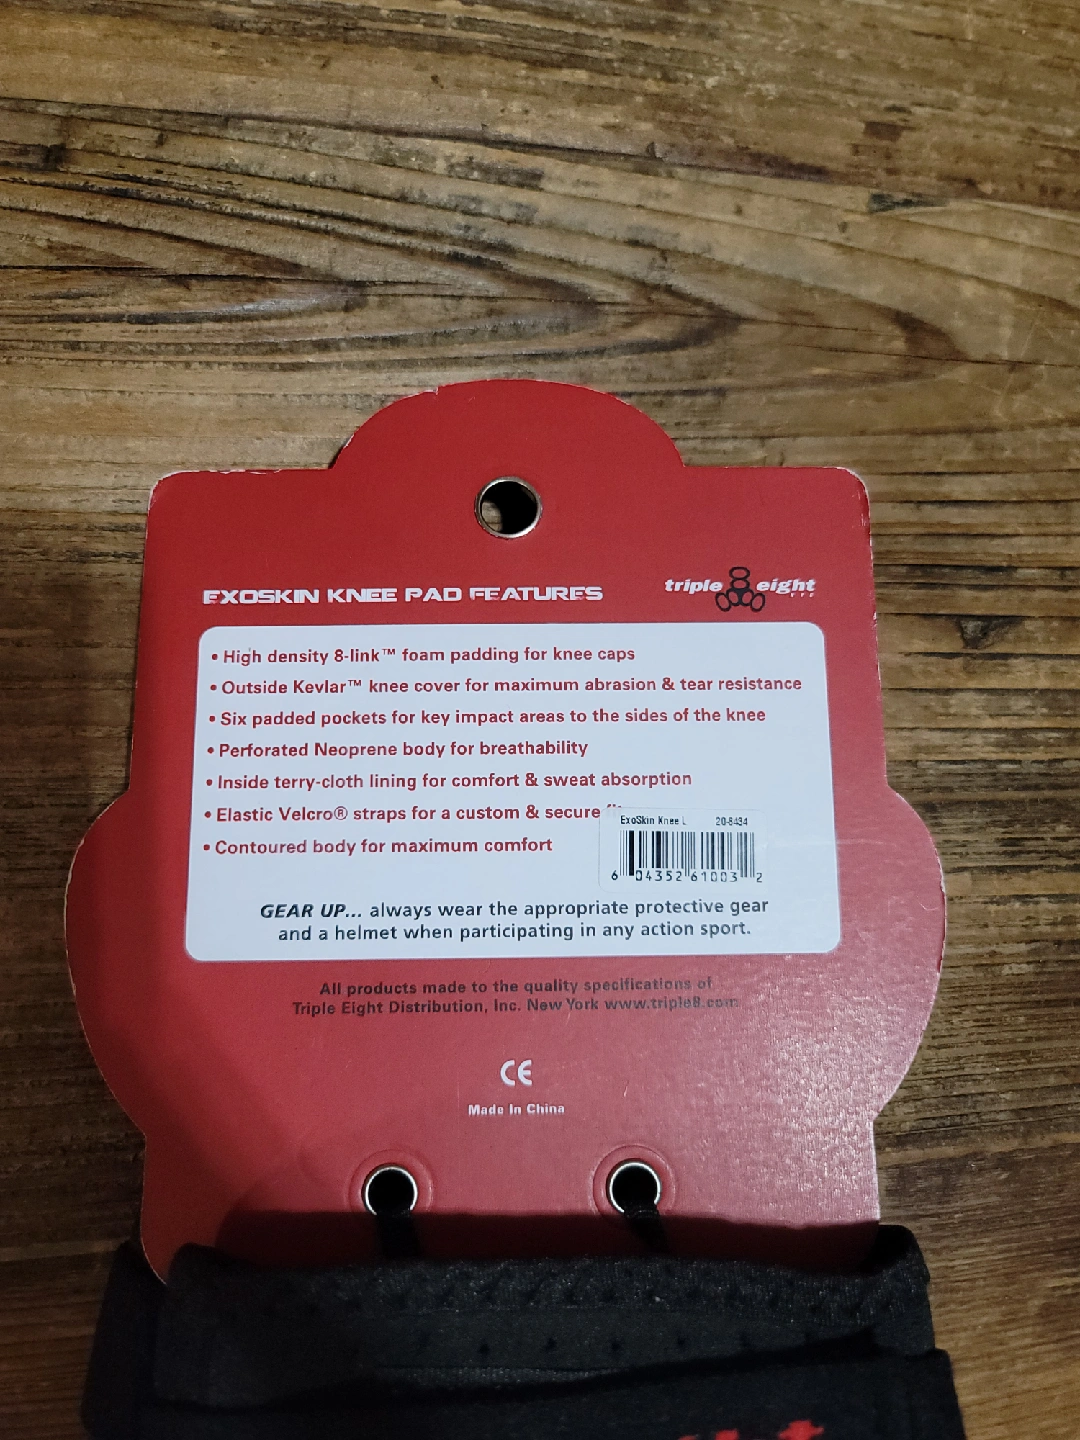 EXOSKIN KNEE PAD FEATURES
triple eight
NYC
• High density 8-link™ foam padding for knee caps
• Outside Kevlar™ knee cover for maximum abrasion & tear resistance
• Six padded pockets for key impact areas to the sides of the knee
• Perforated Neoprene body for breathability
• Inside terry-cloth lining for comfort & sweat absorption
• Elastic Velcro® straps for a custom & secure
ExoSkin Knee L 20-8434
• Contoured body for maximum comfort
6 04352 61003 2
GEAR UP... always wear the appropriate protective gear
and a helmet when participating in any action sport.
All products made to the quality specifications of
Triple Eight Distribution, Inc. New York www.triple8.com
CE
Made In China